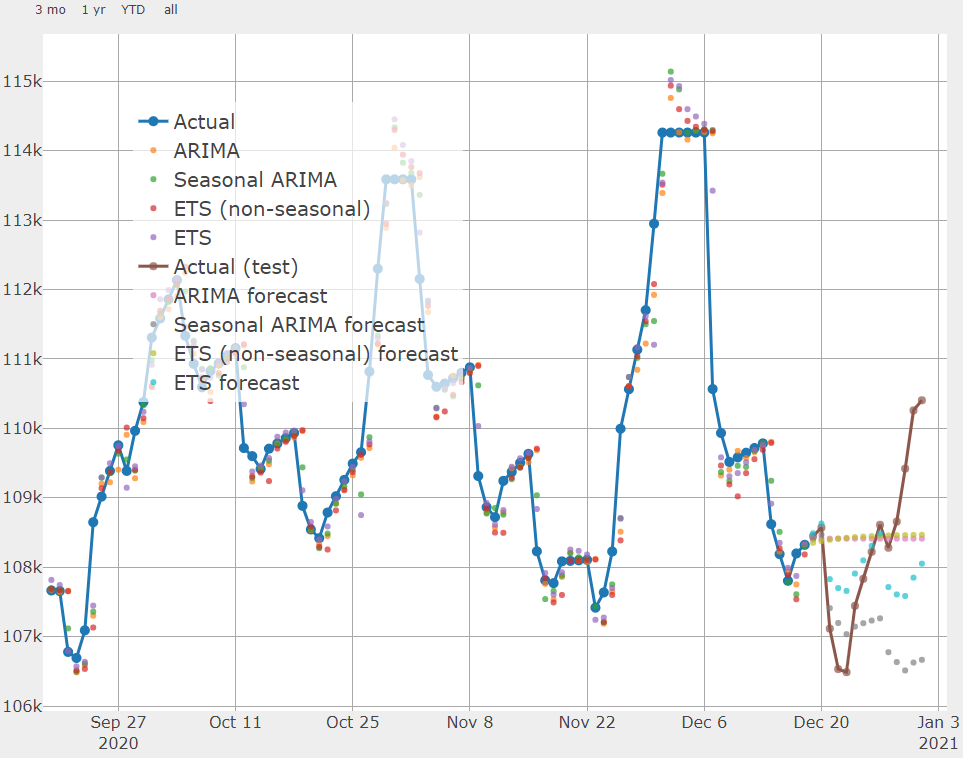 3 mo 1 yr YTD all
115k
114k
113k
112k
111k
110k
109k
108k
107k
106k
Actual
ARIMA
Seasonal ARIMA
ETS (non-seasonal)
ETS
Actual (test)
ARIMA forecast
Seasonal ARIMA forecast
ETS (non-seasonal) forecast
ETS forecast
Sep 27 Oct 11 Oct 25 Nov 8 Nov 22 Dec 6 Dec 20 Jan 3
2020 2021